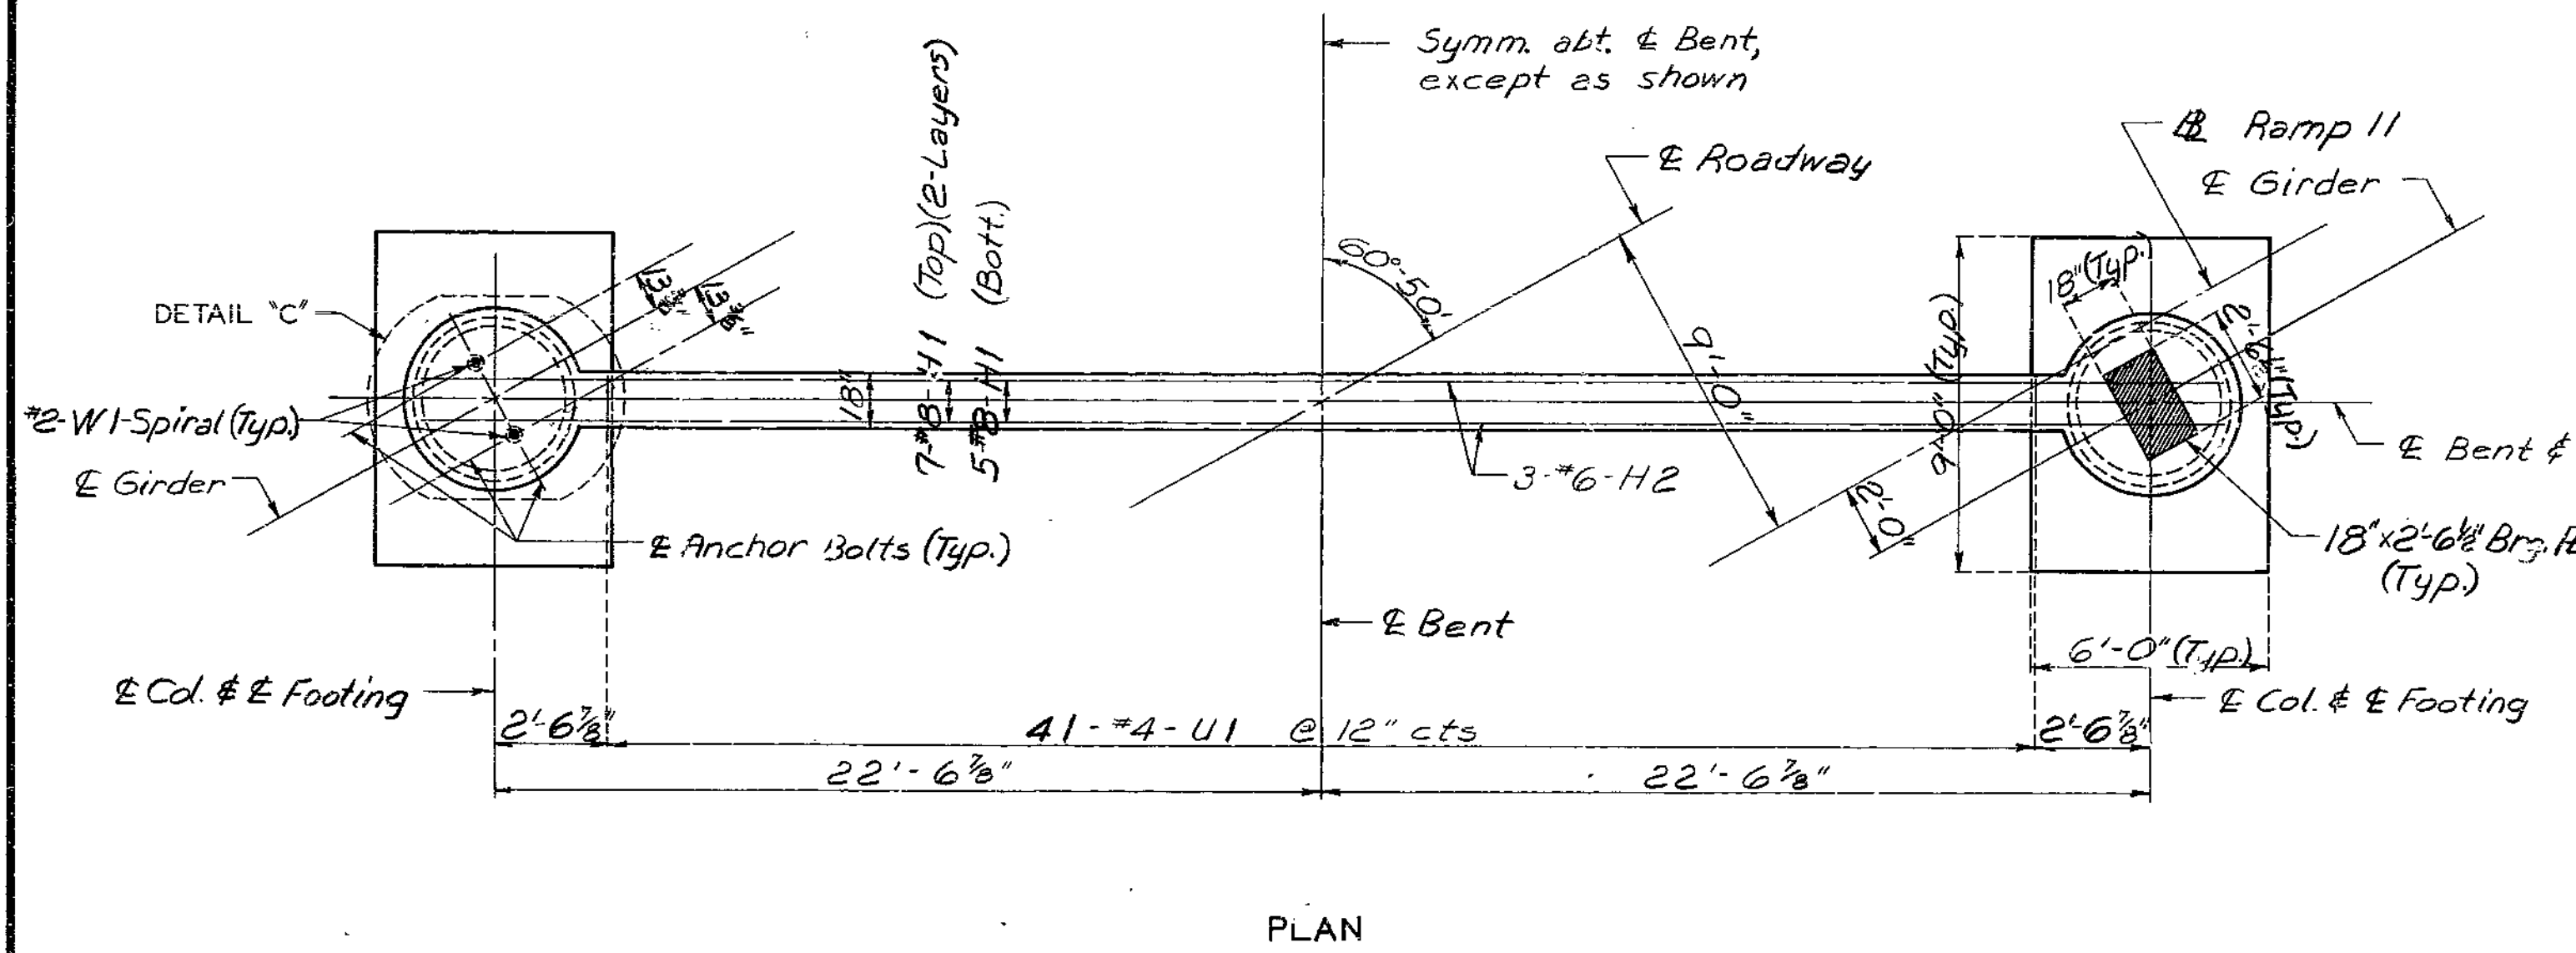 Symm. abt. ℄ Bent,
except as shown
℄ Roadway
Ramp 11
℄ Girder
60°-50'
9'-0"
2'-0"
9'-0" (Typ.)
18" (Typ.)
(Typ.)
DETAIL "C"
7-#8-H1 (Top)(2-Layers)
5-#8-H1 (Bott.)
18"
#2-W1-Spiral (Typ.)
℄ Girder
℄ Anchor Bolts (Typ.)
3-#6-H2
℄ Bent &
18"x2'-6½" Brg.
(Typ.)
℄ Bent
6'-0" (Typ.)
℄ Col. & ℄ Footing
℄ Col. & ℄ Footing
2'-6⅞"
41-#4-U1 @ 12" cts
2'-6⅞"
22'-6⅞"
22'-6⅞"
PLAN